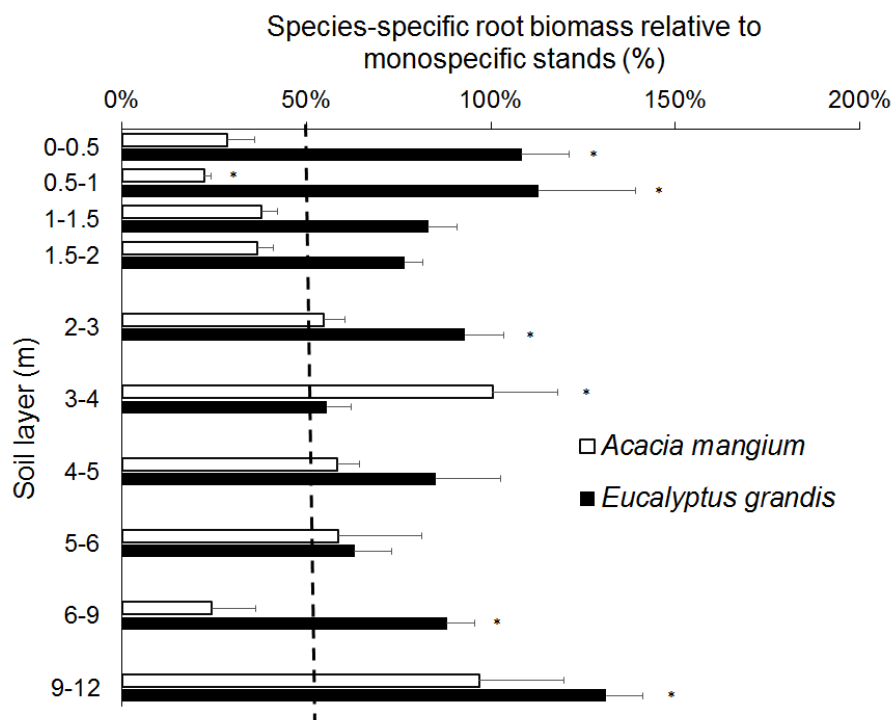 Species-specific root biomass relative to
monospecific stands (%)
0% 50% 100% 150% 200%
Soil layer (m)
0-0.5
*
0.5-1
*
*
1-1.5
1.5-2
2-3
*
3-4
*
4-5
5-6
6-9
*
9-12
*
Acacia mangium
Eucalyptus grandis